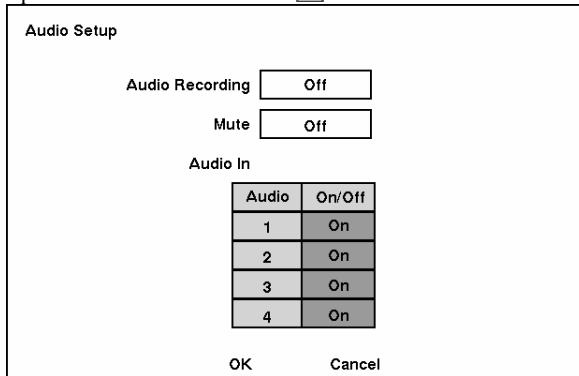 Audio Setup
Audio Recording Off
Mute Off
Audio In
Audio On/Off
1 On
2 On
3 On
4 On
OK Cancel